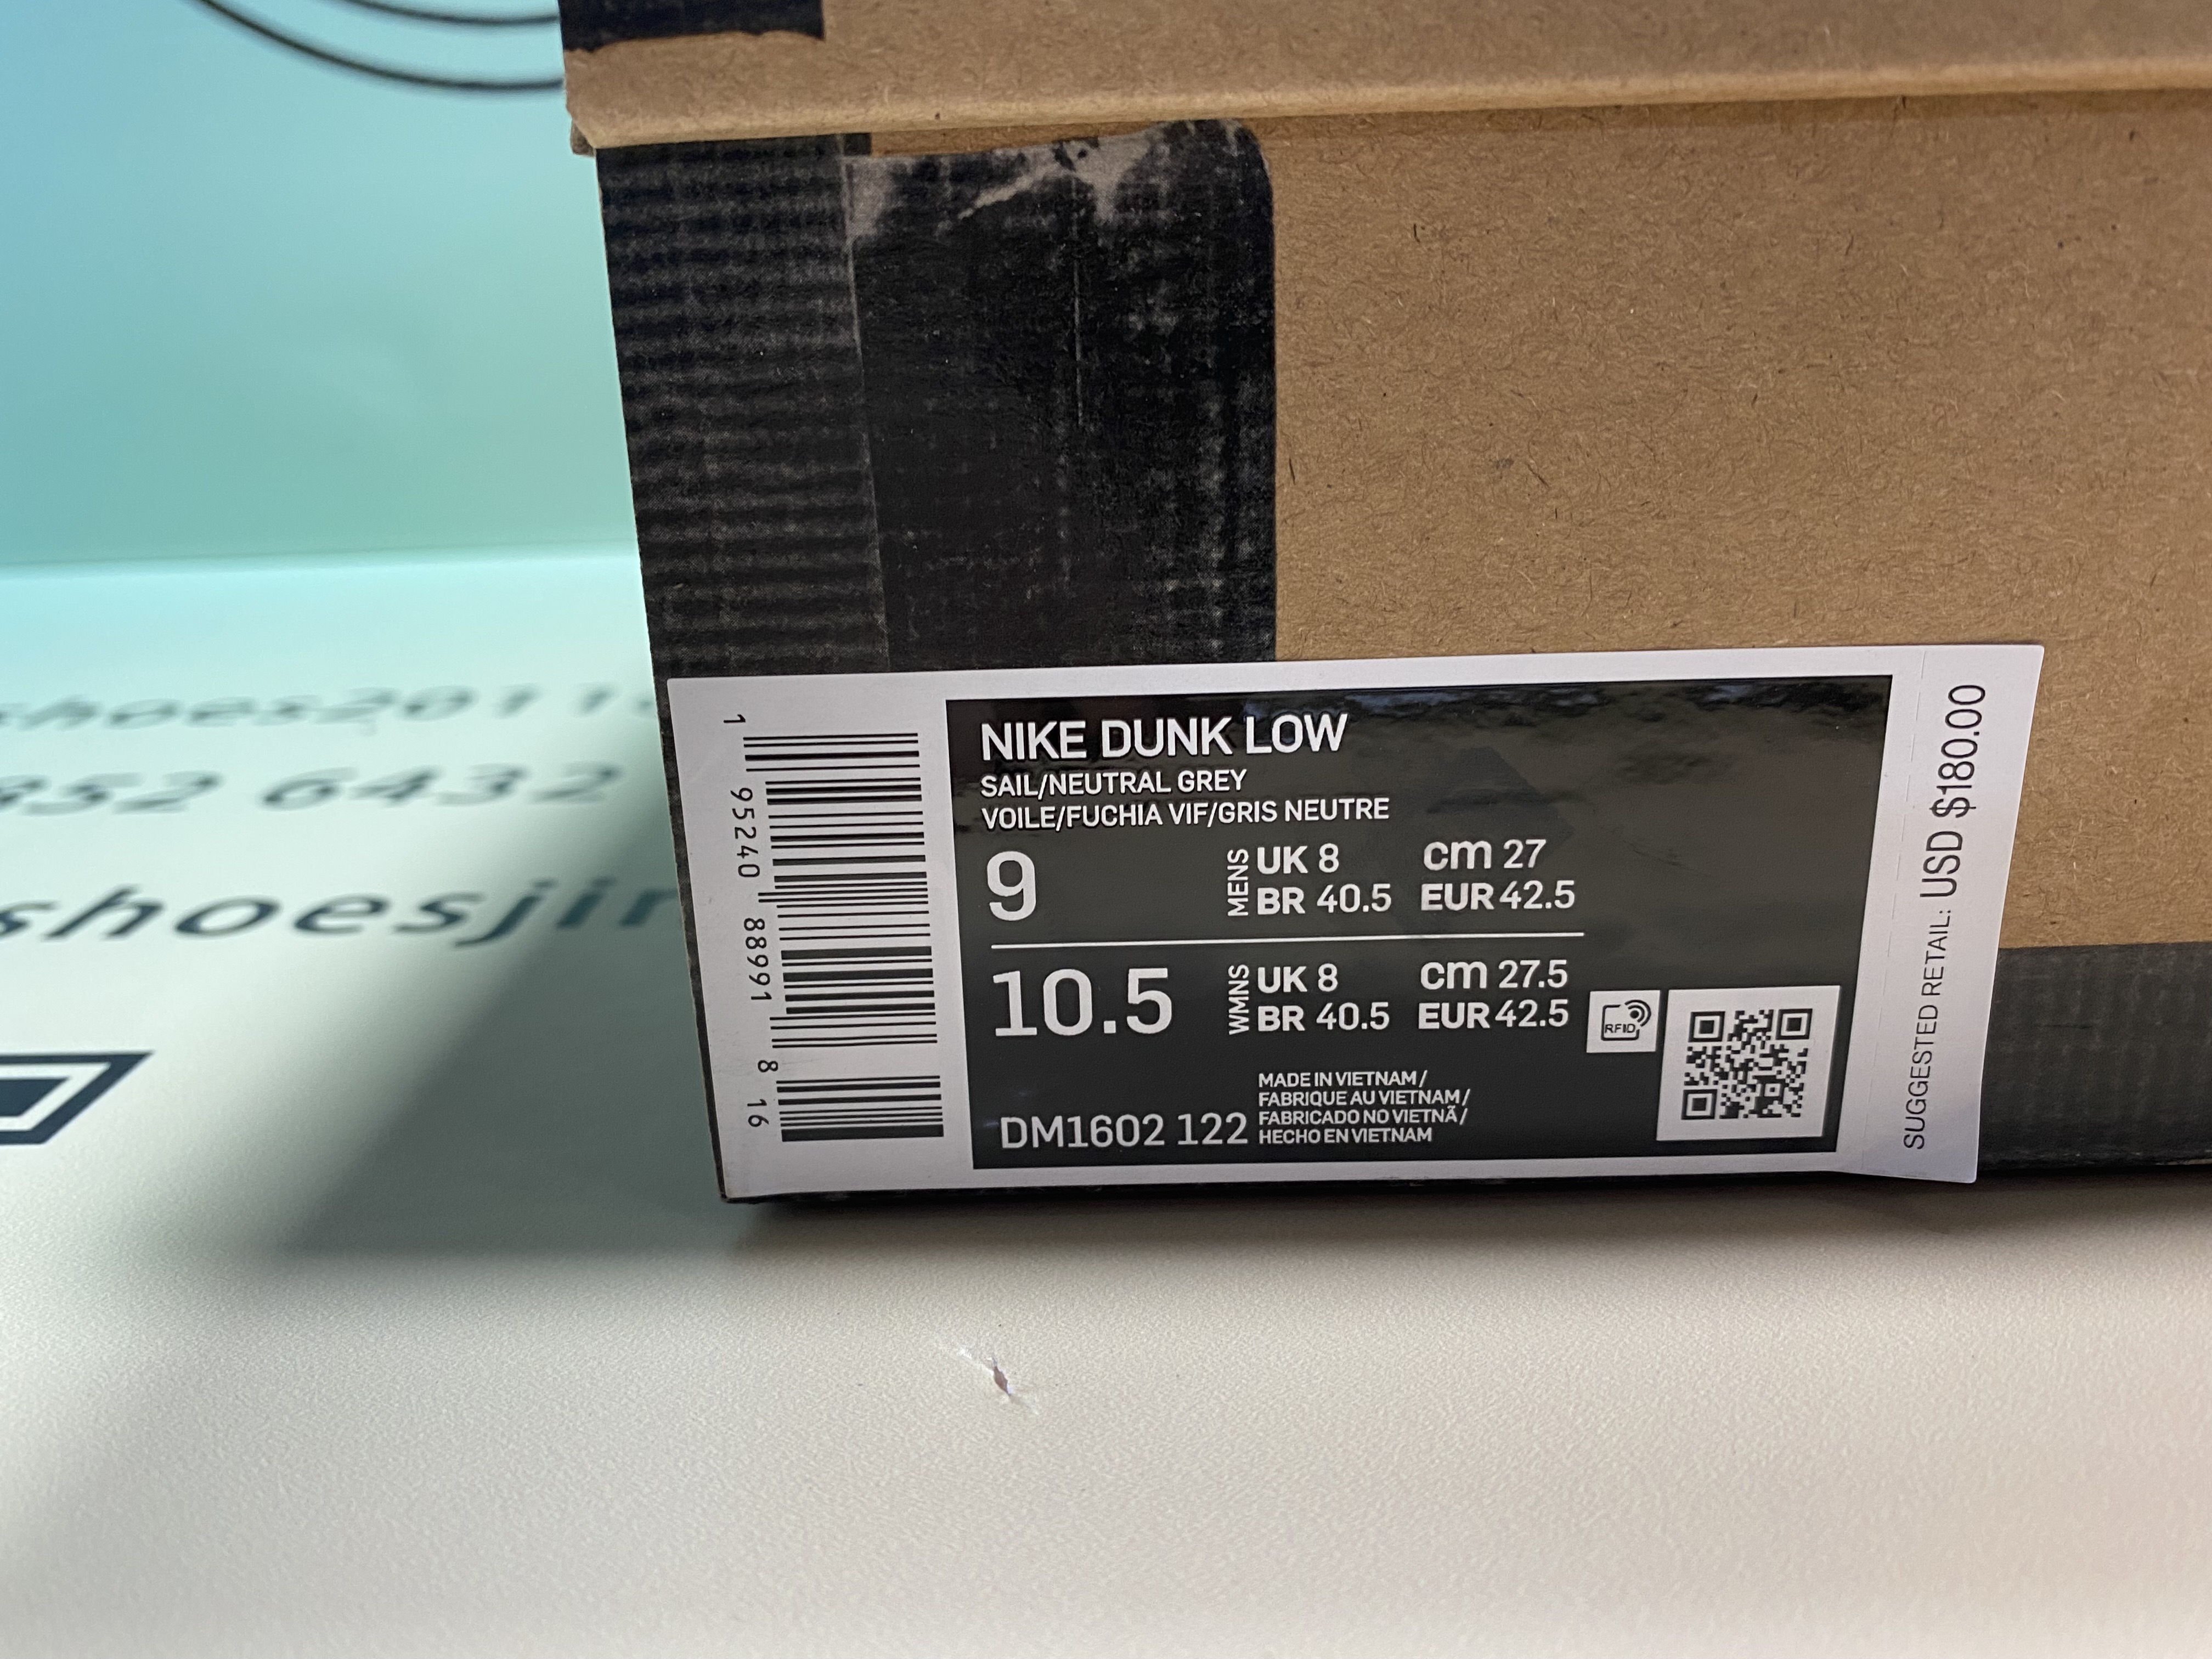 shoes2011
852 6432
shoesjin
1 95240 88991 8 16
NIKE DUNK LOW
SAIL/NEUTRAL GREY
VOILE/FUCHIA VIF/GRIS NEUTRE
9 MENS UK 8 cm 27
BR 40.5 EUR 42.5
10.5 WMNS UK 8 cm 27.5
BR 40.5 EUR 42.5
RFID
MADE IN VIETNAM /
FABRIQUE AU VIETNAM /
FABRICADO NO VIETNÃ /
HECHO EN VIETNAM
DM1602 122
SUGGESTED RETAIL: USD $180.00